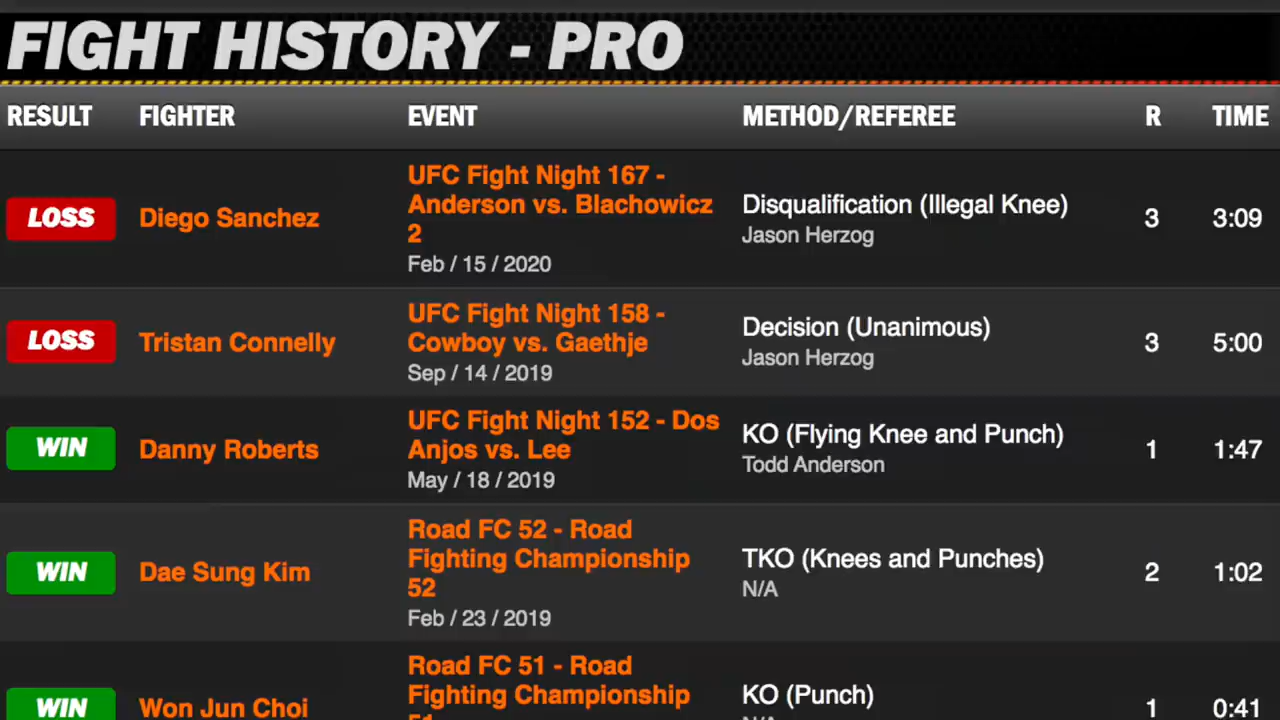 FIGHT HISTORY - PRO
RESULT FIGHTER EVENT METHOD/REFEREE R TIME
LOSS Diego Sanchez UFC Fight Night 167 -
Anderson vs. Blachowicz
2
Feb / 15 / 2020 Disqualification (Illegal Knee)
Jason Herzog 3 3:09
LOSS Tristan Connelly UFC Fight Night 158 -
Cowboy vs. Gaethje
Sep / 14 / 2019 Decision (Unanimous)
Jason Herzog 3 5:00
WIN Danny Roberts UFC Fight Night 152 - Dos
Anjos vs. Lee
May / 18 / 2019 KO (Flying Knee and Punch)
Todd Anderson 1 1:47
WIN Dae Sung Kim Road FC 52 - Road
Fighting Championship
52
Feb / 23 / 2019 TKO (Knees and Punches)
N/A 2 1:02
WIN Won Jun Choi Road FC 51 - Road
Fighting Championship
KO (Punch)
1 0:41